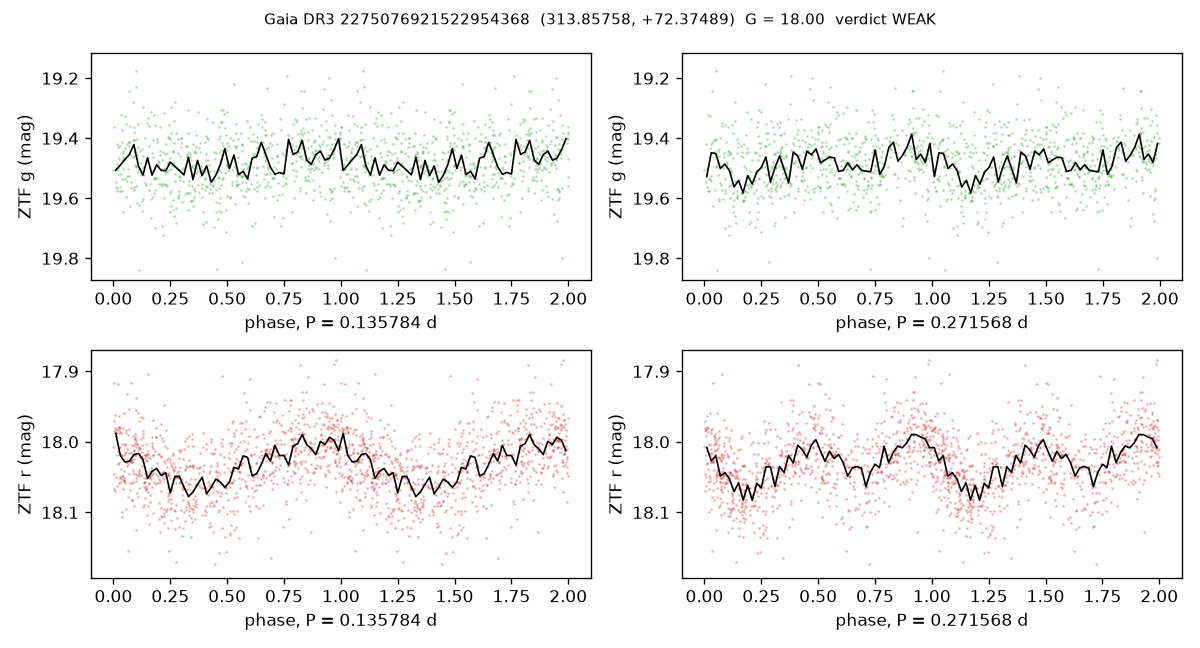 Gaia DR3 2275076921522954368 (313.85758, +72.37489) G = 18.00 verdict WEAK
ZTF g (mag)
19.2
19.4
19.6
19.8
0.00 0.25 0.50 0.75 1.00 1.25 1.50 1.75 2.00
phase, P = 0.135784 d
ZTF g (mag)
19.2
19.4
19.6
19.8
0.00 0.25 0.50 0.75 1.00 1.25 1.50 1.75 2.00
phase, P = 0.271568 d
ZTF r (mag)
17.9
18.0
18.1
0.00 0.25 0.50 0.75 1.00 1.25 1.50 1.75 2.00
phase, P = 0.135784 d
ZTF r (mag)
17.9
18.0
18.1
0.00 0.25 0.50 0.75 1.00 1.25 1.50 1.75 2.00
phase, P = 0.271568 d